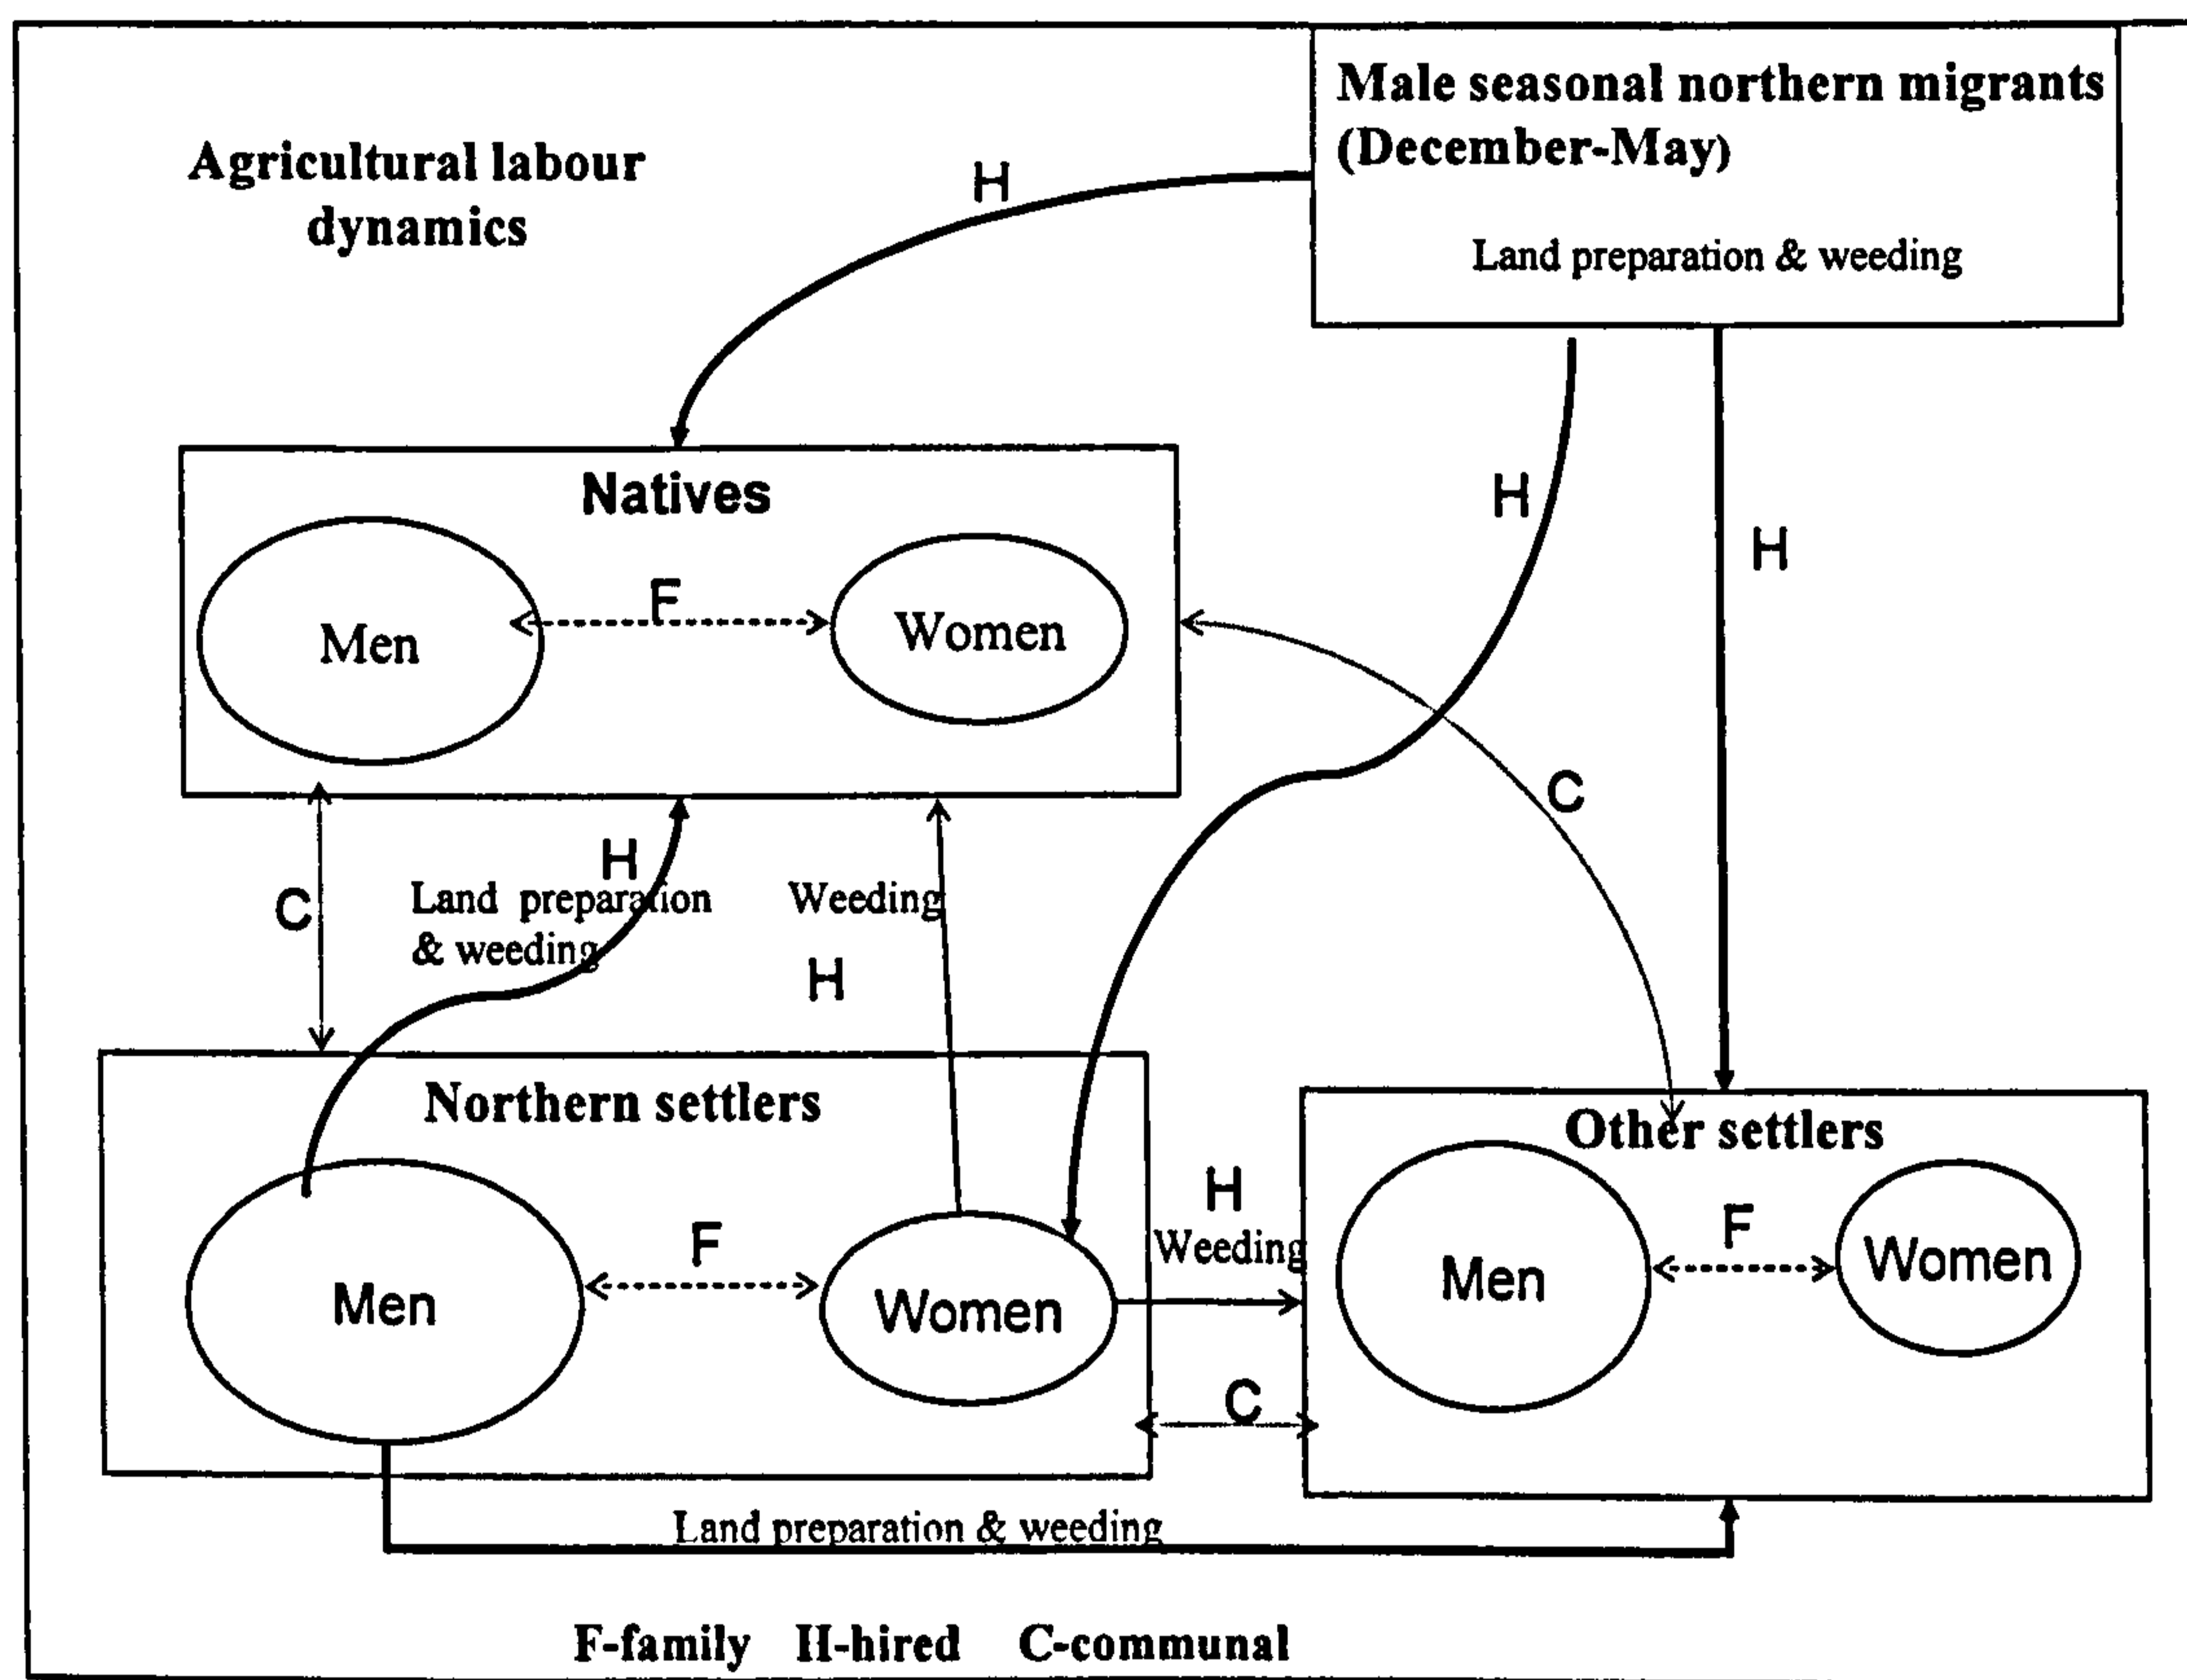 Agricultural labour
dynamics
Male seasonal northern migrants
(December-May)
Land preparation & weeding
H
H
H
Natives
Men
F
Women
C
C
H
Land preparation
& weeding
Weeding
H
Northern settlers
Men
F
Women
H
Weeding
C
Other settlers
Men
F
Women
Land preparation & weeding
F-family H-hired C-communal